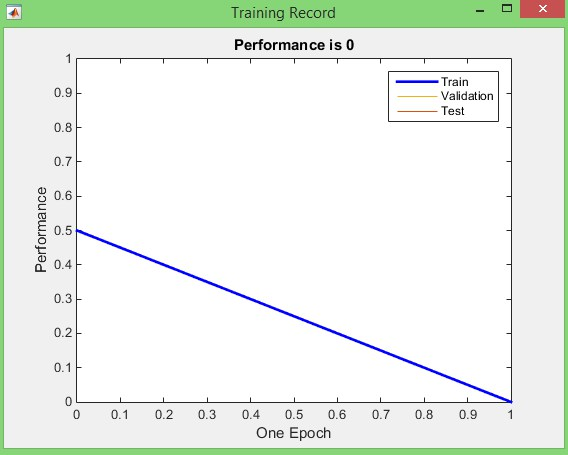 Training Record
Performance is 0
Train
Validation
Test
Performance
1
0.9
0.8
0.7
0.6
0.5
0.4
0.3
0.2
0.1
0
0 0.1 0.2 0.3 0.4 0.5 0.6 0.7 0.8 0.9 1
One Epoch